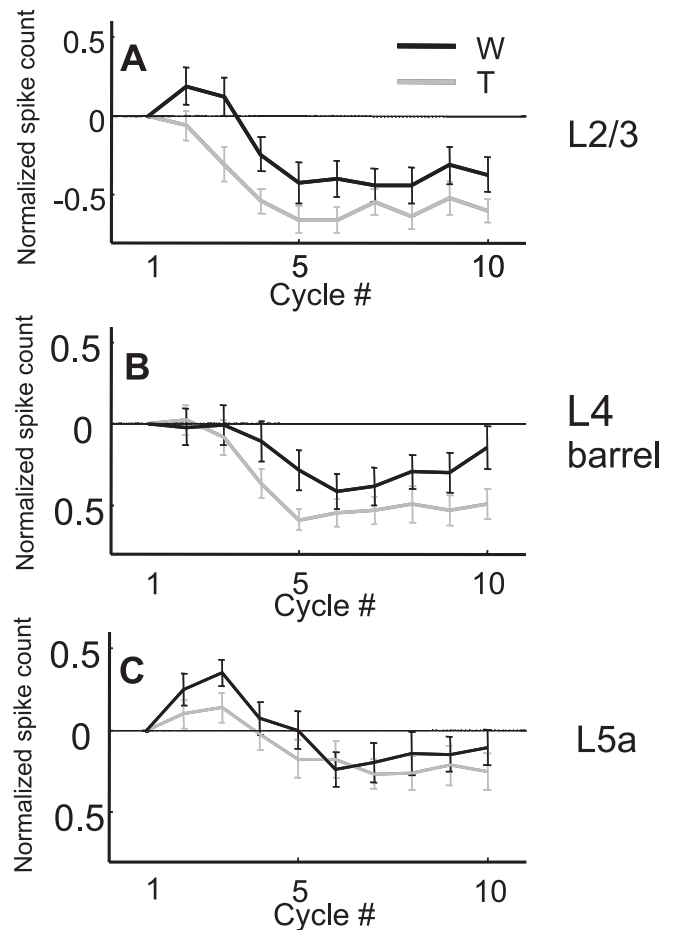 Normalized spike count
0.5
0
-0.5
A
W
T
L2/3
1 5 10
Cycle #
Normalized spike count
0.5
0
0.5
B
L4
barrel
1 5 10
Cycle #
Normalized spike count
0.5
0
0.5
C
L5a
1 5 10
Cycle #